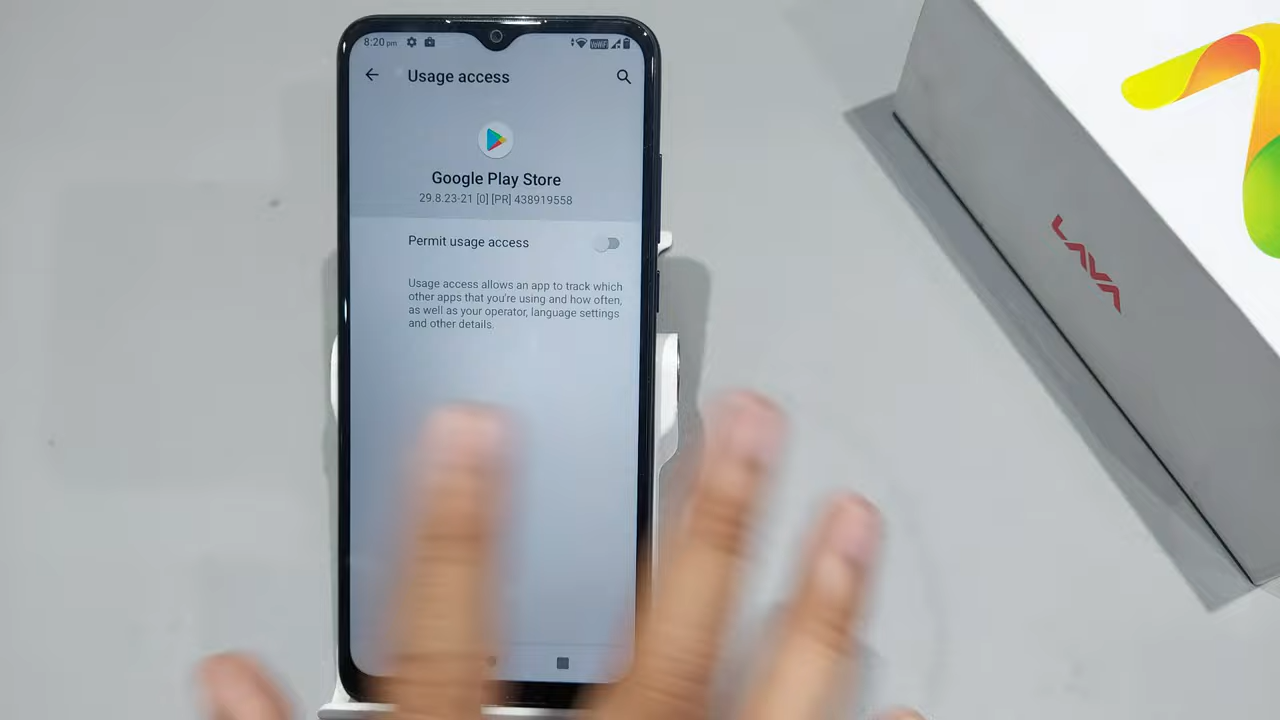 8:20 pm VoWiFi
Usage access
Google Play Store
29.8.23-21 [0] [PR] 438919558
Permit usage access
Usage access allows an app to track which
other apps that you're using and how often,
as well as your operator, language settings
and other details.
LAVA